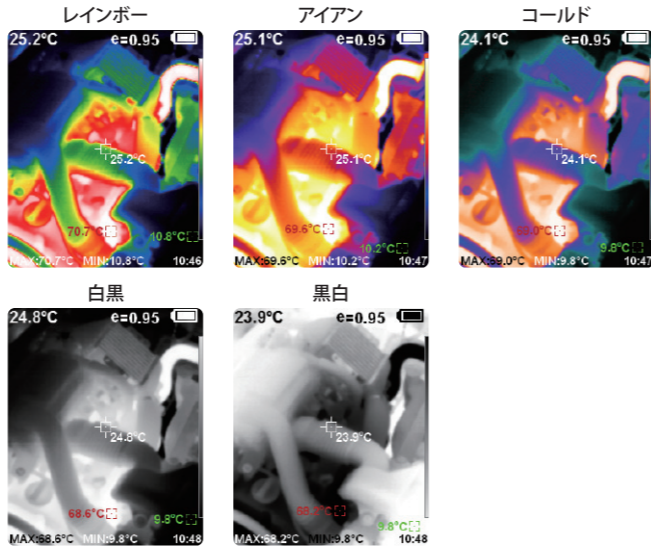 レインボー
25.2°C e=0.95
25.2°C
70.7°C
10.8°C
MAX:70.7°C MIN:10.8°C 10:46
アイアン
25.1°C e=0.95
25.1°C
69.6°C
10.2°C
MAX:69.6°C MIN:10.2°C 10:47
コールド
24.1°C e=0.95
24.1°C
69.0°C
9.8°C
MAX:69.0°C MIN:9.8°C 10:47
白黒
24.8°C e=0.95
24.8°C
68.6°C
9.8°C
MAX:68.6°C MIN:9.8°C 10:48
黒白
23.9°C e=0.95
23.9°C
68.2°C
9.8°C
MAX:68.2°C MIN:9.8°C 10:48